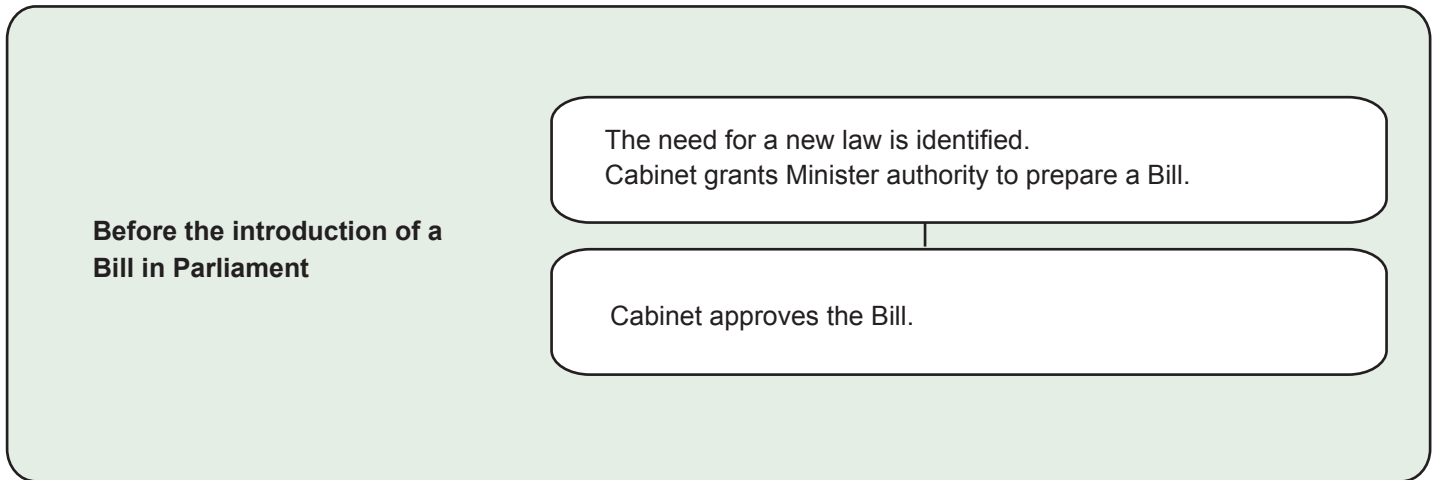 Before the introduction of a
Bill in Parliament
The need for a new law is identified.
Cabinet grants Minister authority to prepare a Bill.
Cabinet approves the Bill.